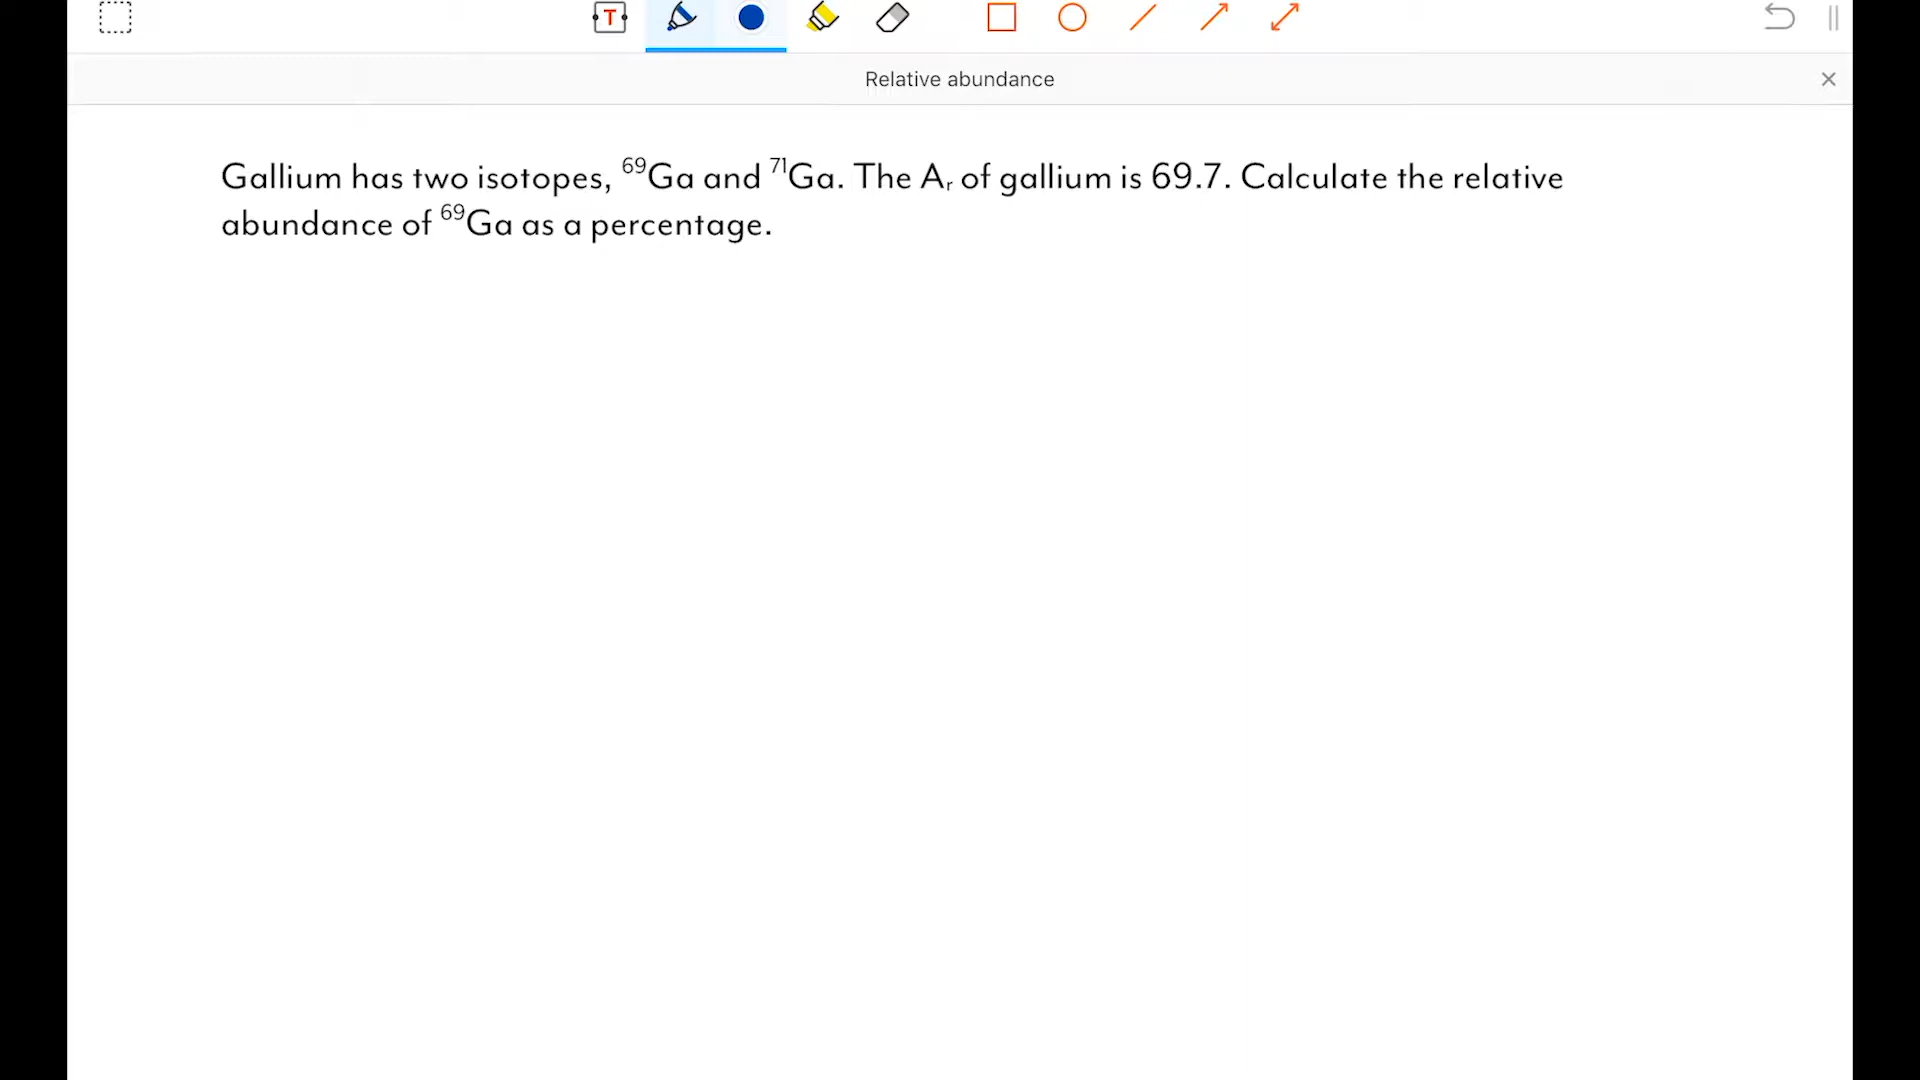 T
Relative abundance
Gallium has two isotopes, ⁶⁹Ga and ⁷¹Ga. The Aᵣ of gallium is 69.7. Calculate the relative
abundance of ⁶⁹Ga as a percentage.